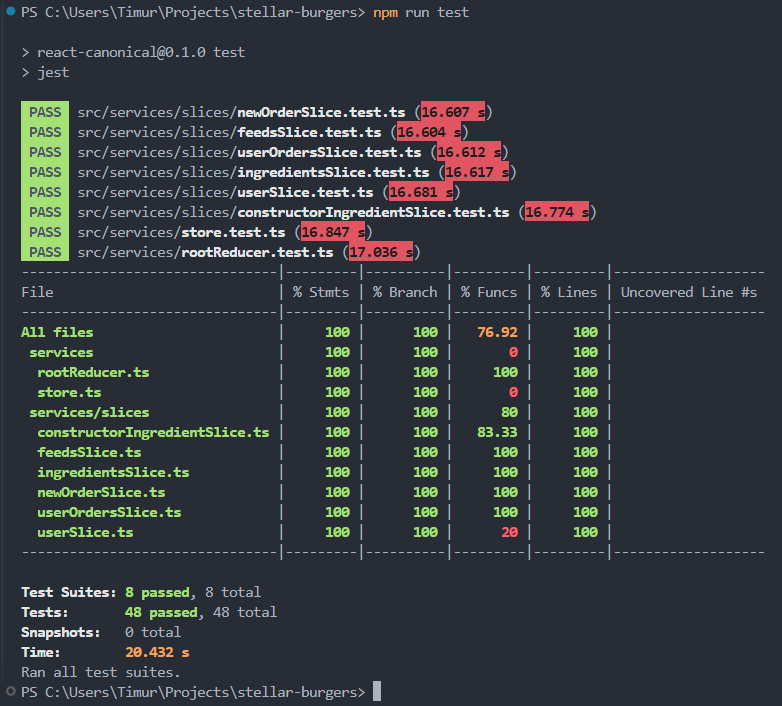 PS C:\Users\Timur\Projects\stellar-burgers> npm run test
> react-canonical@0.1.0 test
> jest
PASS src/services/slices/newOrderSlice.test.ts (16.607 s)
PASS src/services/slices/feedsSlice.test.ts (16.604 s)
PASS src/services/slices/userOrdersSlice.test.ts (16.612 s)
PASS src/services/slices/ingredientsSlice.test.ts (16.617 s)
PASS src/services/slices/userSlice.test.ts (16.681 s)
PASS src/services/slices/constructorIngredientSlice.test.ts (16.774 s)
PASS src/services/store.test.ts (16.847 s)
PASS src/services/rootReducer.test.ts (17.036 s)
-------------------------------|---------|----------|---------|---------|-------------------
File | % Stmts | % Branch | % Funcs | % Lines | Uncovered Line #s
-------------------------------|---------|----------|---------|---------|-------------------
All files | 100 | 100 | 76.92 | 100 |
services | 100 | 100 | 0 | 100 |
rootReducer.ts | 100 | 100 | 100 | 100 |
store.ts | 100 | 100 | 0 | 100 |
services/slices | 100 | 100 | 80 | 100 |
constructorIngredientSlice.ts | 100 | 100 | 83.33 | 100 |
feedsSlice.ts | 100 | 100 | 100 | 100 |
ingredientsSlice.ts | 100 | 100 | 100 | 100 |
newOrderSlice.ts | 100 | 100 | 100 | 100 |
userOrdersSlice.ts | 100 | 100 | 100 | 100 |
userSlice.ts | 100 | 100 | 20 | 100 |
-------------------------------|---------|----------|---------|---------|-------------------
Test Suites: 8 passed, 8 total
Tests: 48 passed, 48 total
Snapshots: 0 total
Time: 20.432 s
Ran all test suites.
PS C:\Users\Timur\Projects\stellar-burgers>